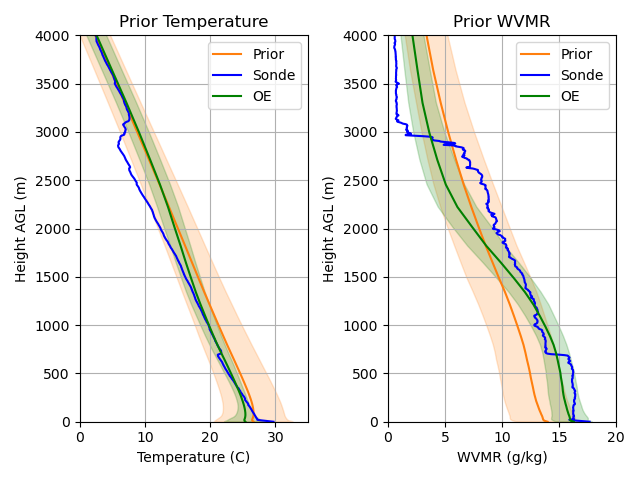 Prior Temperature
Height AGL (m)
4000
3500
3000
2500
2000
1500
1000
500
0
0 10 20 30
Temperature (C)
Prior
Sonde
OE
Prior WVMR
Height AGL (m)
4000
3500
3000
2500
2000
1500
1000
500
0
0 5 10 15 20
WVMR (g/kg)
Prior
Sonde
OE